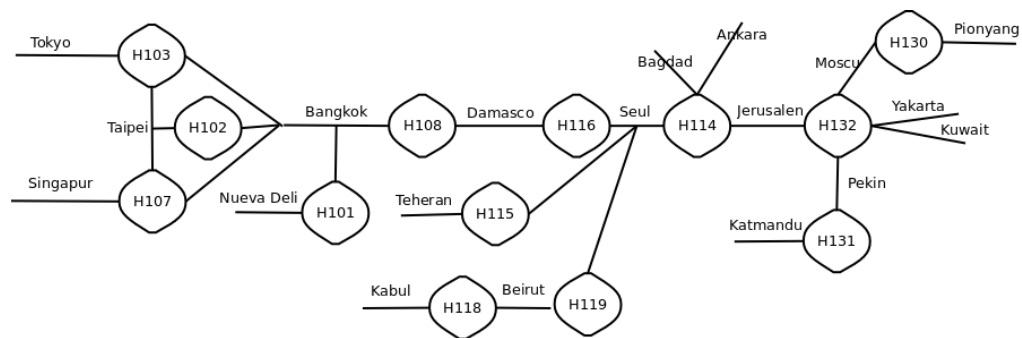 Tokyo
H103
Taipei
H102
Singapur
H107
Bangkok
Nueva Deli
H101
H108
Damasco
H116
Seul
Teheran
H115
Kabul
H118
Beirut
H119
Bagdad
Ankara
H114
Jerusalen
H132
Moscu
H130
Pionyang
Yakarta
Kuwait
Pekin
Katmandu
H131